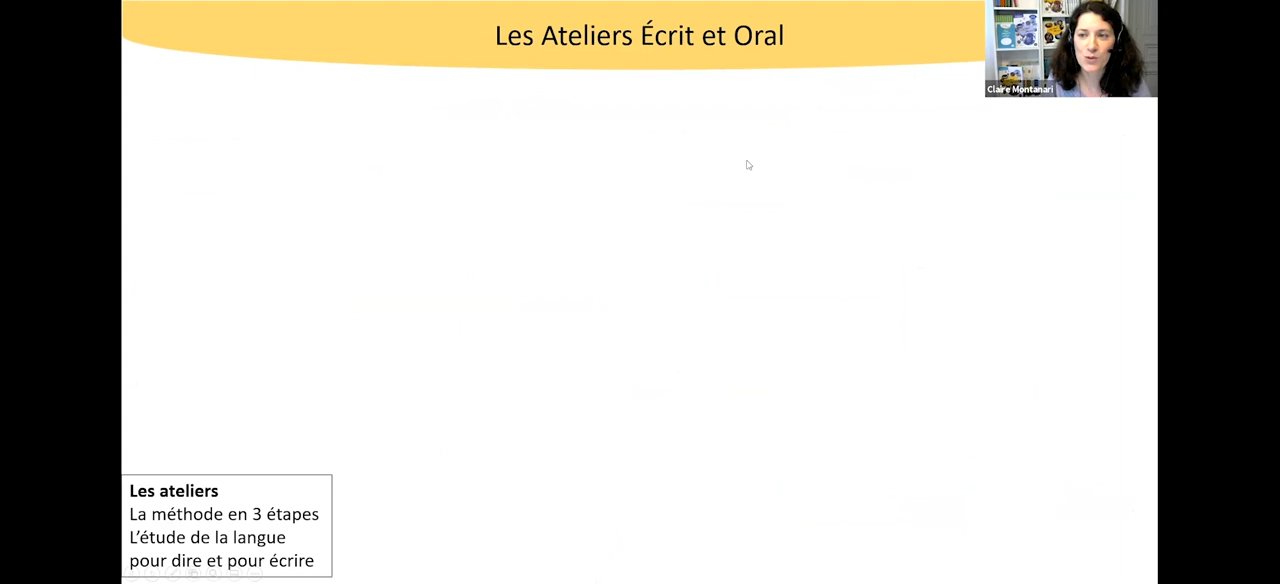 Les Ateliers Écrit et Oral
Claire Montanari
Les ateliers
La méthode en 3 étapes
L’étude de la langue
pour dire et pour écrire